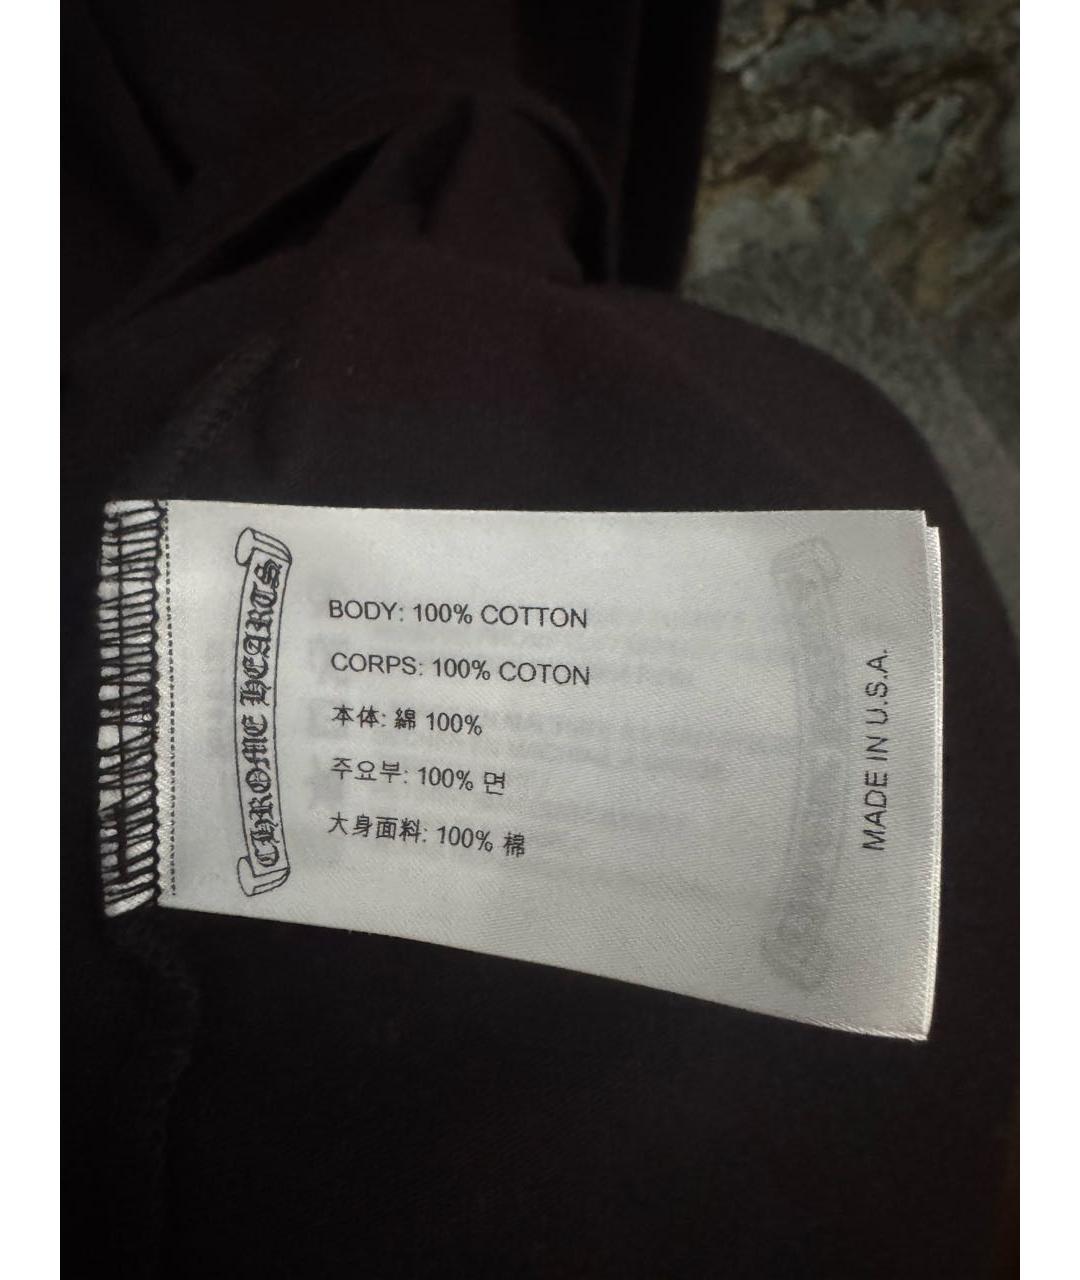 CHROME HEARTS
BODY: 100% COTTON
CORPS: 100% COTON
本体: 綿 100%
주요부: 100% 면
大身面料: 100% 棉
MADE IN U.S.A.